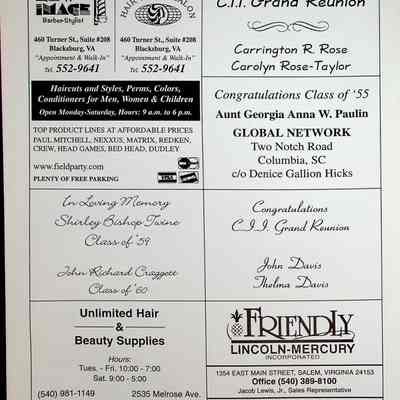 IMAGE
Barber-Stylist
460 Turner St., Suite #208
Blacksburg, VA
"Appointment & Walk-In"
Tel. 552-9641
HAIR SALON
460 Turner St., Suite #208
Blacksburg, VA
"Appointment & Walk-In"
Tel. 552-9641
Haircuts and Styles, Perms, Colors,
Conditioners for Men, Women & Children
Open Monday-Saturday, Hours: 9 a.m. to 6 p.m.
TOP PRODUCT LINES AT AFFORDABLE PRICES
PAUL MITCHELL, NEXXUS, MATRIX, REDKEN,
CREW, HEAD GAMES, BED HEAD, DUDLEY
www.fieldparty.com
PLENTY OF FREE PARKING
VISA
C.I.I. Grand Reunion
Carrington R. Rose
Carolyn Rose-Taylor
Congratulations Class of '55
Aunt Georgia Anna W. Paulin
GLOBAL NETWORK
Two Notch Road
Columbia, SC
c/o Denice Gallion Hicks
In Loving Memory
Shirley Bishop Twine
Class of '59
John Richard Craggett
Class of '60
Congratulations
C.I.I. Grand Reunion
John Davis
Thelma Davis
Unlimited Hair
&
Beauty Supplies
Hours:
Tues. - Fri. 10:00 - 7:00
Sat. 9:00 - 5:00
(540) 981-1149
2535 Melrose Ave.
FRIENDLY
LINCOLN-MERCURY
INCORPORATED
1354 EAST MAIN STREET, SALEM, VIRGINIA 24153
Office (540) 389-8100
Jacob Lewis, Jr., Sales Representative